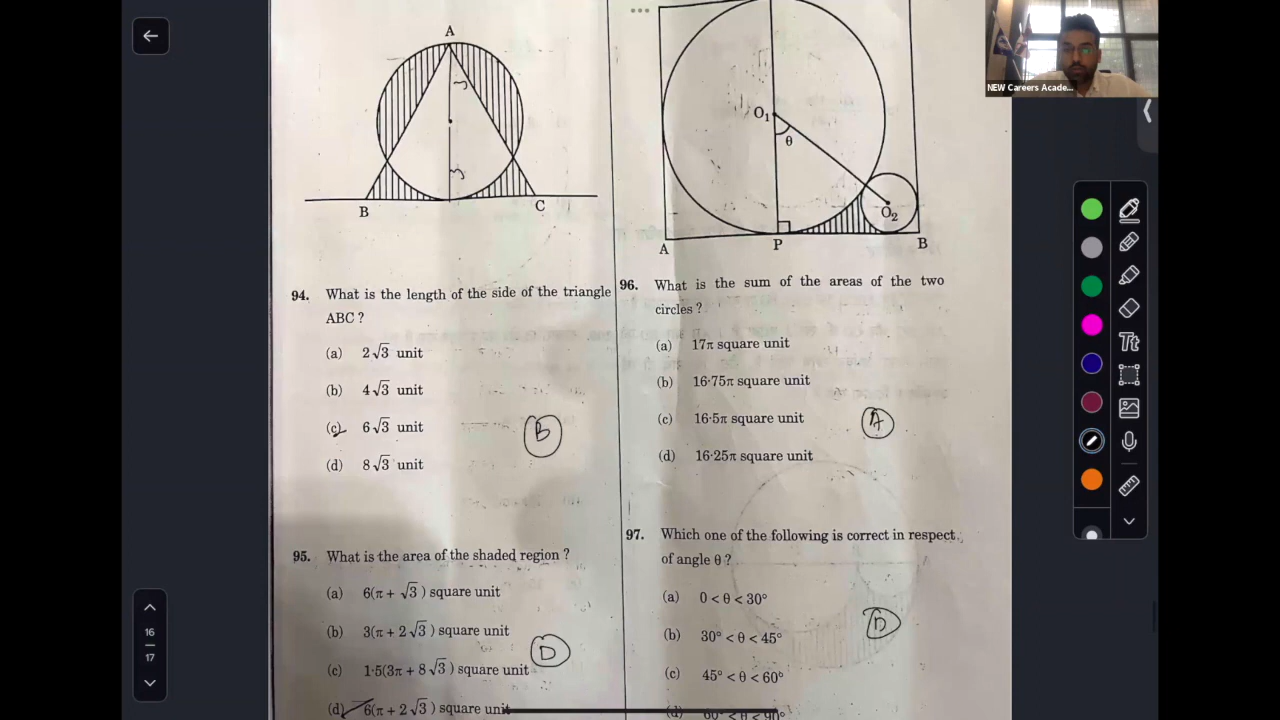 NEW Careers Acade...
A
3
3
B
C
O₁
θ
O₂
A
P
B
94. What is the length of the side of the triangle ABC ?
(a) 2√3 unit
(b) 4√3 unit
(c) 6√3 unit
(d) 8√3 unit
B
95. What is the area of the shaded region ?
(a) 6(π + √3) square unit
(b) 3(π + 2√3) square unit
(c) 1·5(3π + 8√3) square unit
(d) 6(π + 2√3) square unit
D
96. What is the sum of the areas of the two
circles ?
(a) 17π square unit
(b) 16·75π square unit
(c) 16·5π square unit
(d) 16·25π square unit
A
97. Which one of the following is correct in respect
of angle θ ?
(a) 0 < θ < 30°
(b) 30° < θ < 45°
(c) 45° < θ < 60°
(d) 60° < θ < 90°
D
Tt
16
17